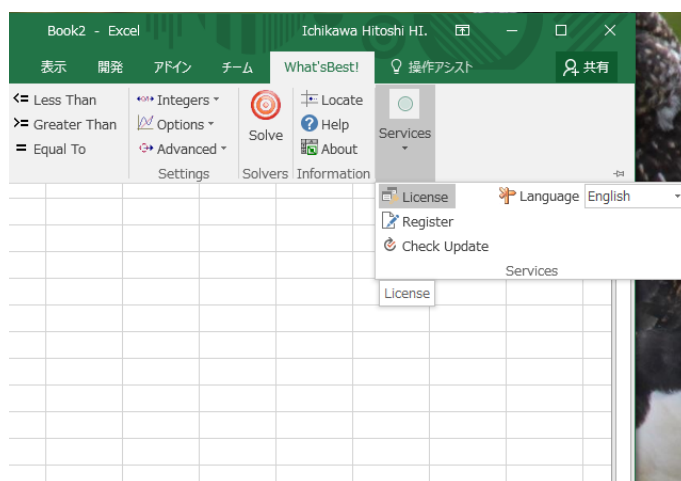 Book2 - Excel Ichikawa Hitoshi HI.
表示 開発 アドイン チーム What'sBest! 操作アシスト 共有
<= Less Than Integers Locate
>= Greater Than Options Solve Help Services
= Equal To Advanced About
Settings Solvers Information
License Language English
Register
Check Update
Services
License